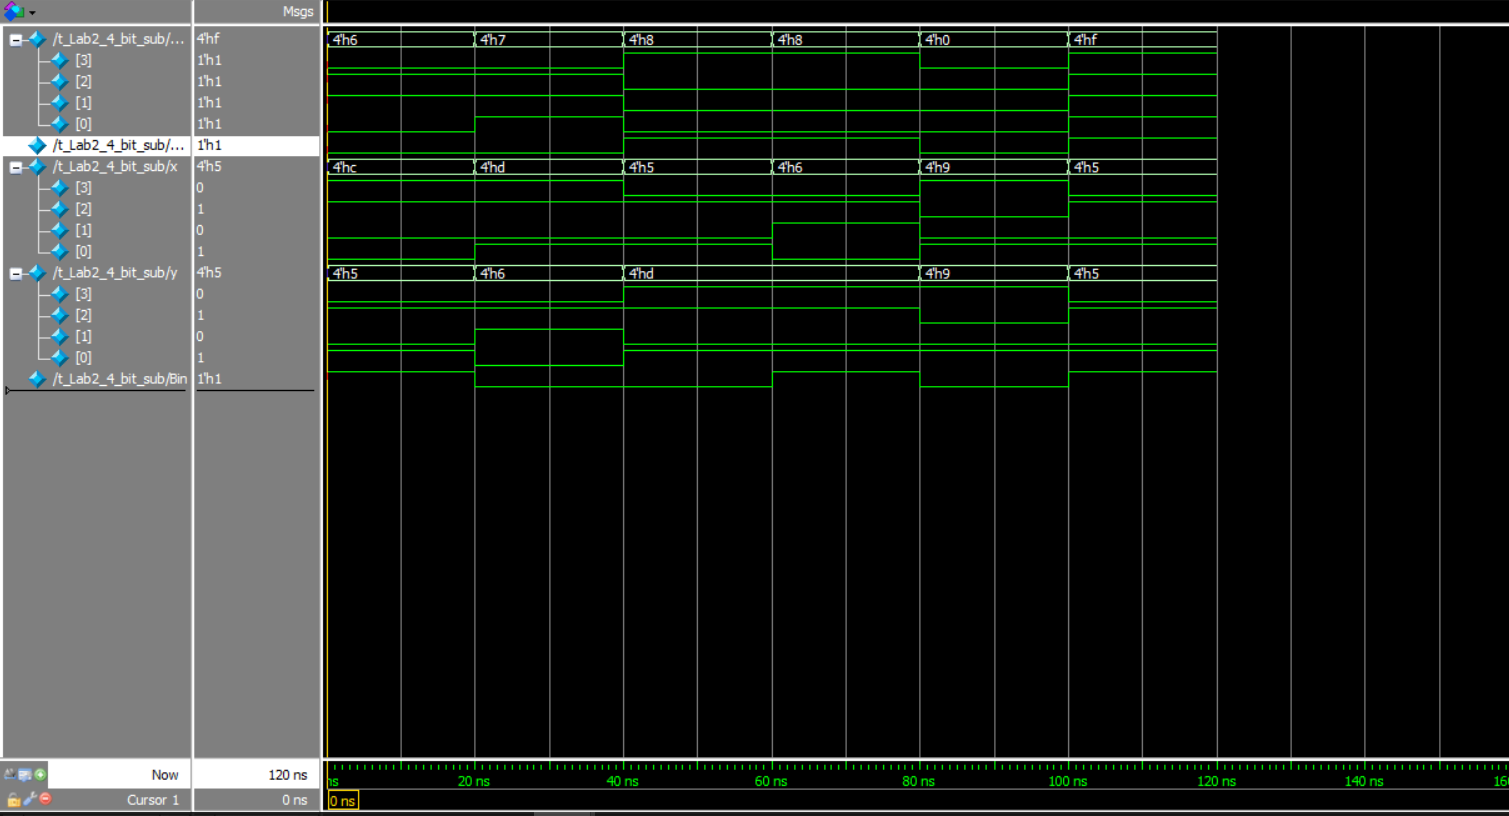 Msgs
/t_Lab2_4_bit_sub/... 4'hf 4'h6 4'h7 4'h8 4'h8 4'h0 4'hf
[3] 1'h1
[2] 1'h1
[1] 1'h1
[0] 1'h1
/t_Lab2_4_bit_sub/... 1'h1
/t_Lab2_4_bit_sub/x 4'h5 4'hc 4'hd 4'h5 4'h6 4'h9 4'h5
[3] 0
[2] 1
[1] 0
[0] 1
/t_Lab2_4_bit_sub/y 4'h5 4'h5 4'h6 4'hd 4'h9 4'h5
[3] 0
[2] 1
[1] 0
[0] 1
/t_Lab2_4_bit_sub/Bin 1'h1
Now 120 ns ns 20 ns 40 ns 60 ns 80 ns 100 ns 120 ns 140 ns 16
Cursor 1 0 ns 0 ns